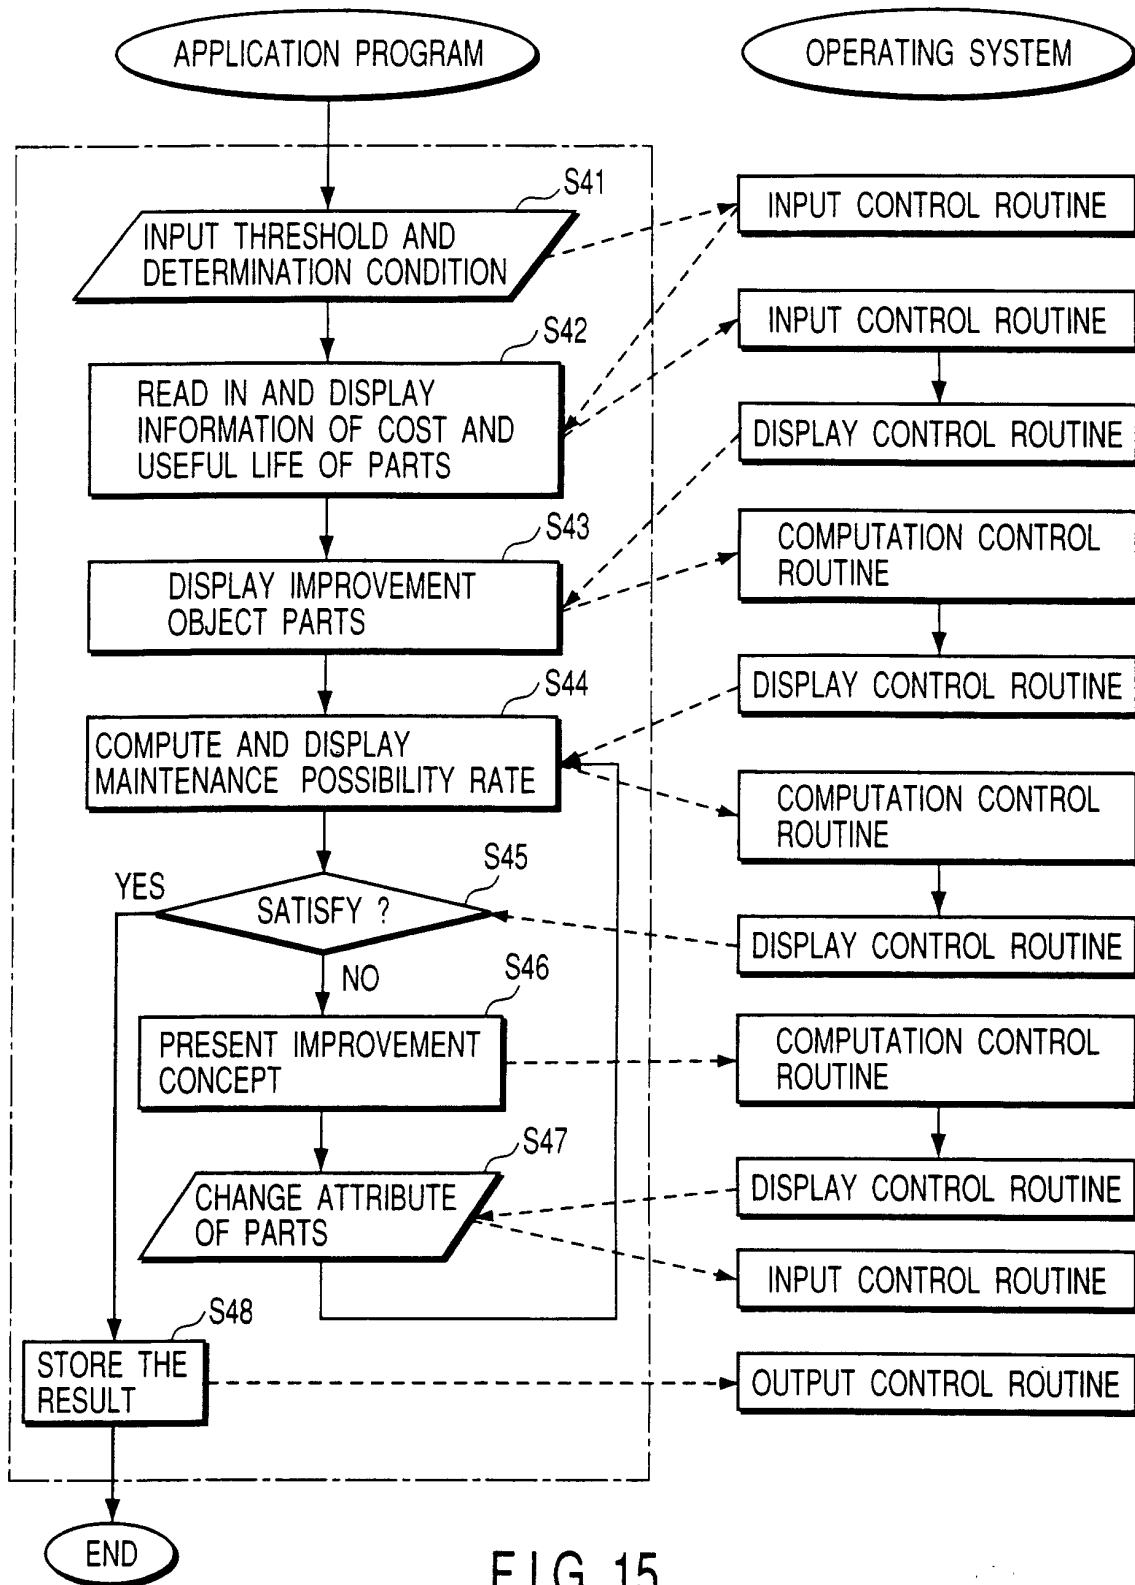 APPLICATION PROGRAM
OPERATING SYSTEM
S41
INPUT THRESHOLD AND
DETERMINATION CONDITION
INPUT CONTROL ROUTINE
S42
READ IN AND DISPLAY
INFORMATION OF COST AND
USEFUL LIFE OF PARTS
INPUT CONTROL ROUTINE
DISPLAY CONTROL ROUTINE
S43
DISPLAY IMPROVEMENT
OBJECT PARTS
COMPUTATION CONTROL
ROUTINE
DISPLAY CONTROL ROUTINE
S44
COMPUTE AND DISPLAY
MAINTENANCE POSSIBILITY RATE
COMPUTATION CONTROL
ROUTINE
S45
YES
SATISFY ?
DISPLAY CONTROL ROUTINE
NO
S46
PRESENT IMPROVEMENT
CONCEPT
COMPUTATION CONTROL
ROUTINE
S47
CHANGE ATTRIBUTE
OF PARTS
DISPLAY CONTROL ROUTINE
INPUT CONTROL ROUTINE
S48
STORE THE
RESULT
OUTPUT CONTROL ROUTINE
END
FIG. 15